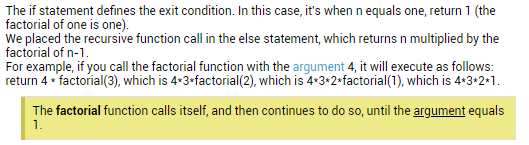 The if statement defines the exit condition. In this case, it's when n equals one, return 1 (the
factorial of one is one).
We placed the recursive function call in the else statement, which returns n multiplied by the
factorial of n-1.
For example, if you call the factorial function with the argument 4, it will execute as follows:
return 4 * factorial(3), which is 4*3*factorial(2), which is 4*3*2*factorial(1), which is 4*3*2*1.
The factorial function calls itself, and then continues to do so, until the argument equals
1.